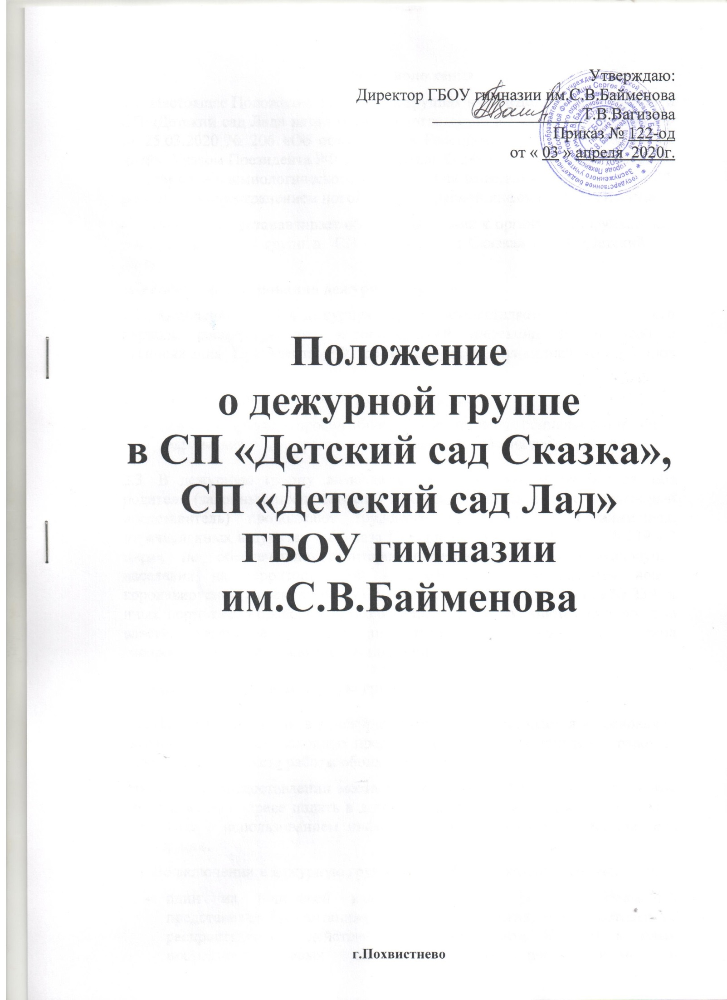 Утверждаю:
Директор ГБОУ гимназии им.С.В.Байменова
Т.В.Вагизова
Приказ № 122-од
от « 03 » апреля 2020г.
Положение
о дежурной группе
в СП «Детский сад Сказка»,
СП «Детский сад Лад»
ГБОУ гимназии
им.С.В.Байменова
г.Похвистнево